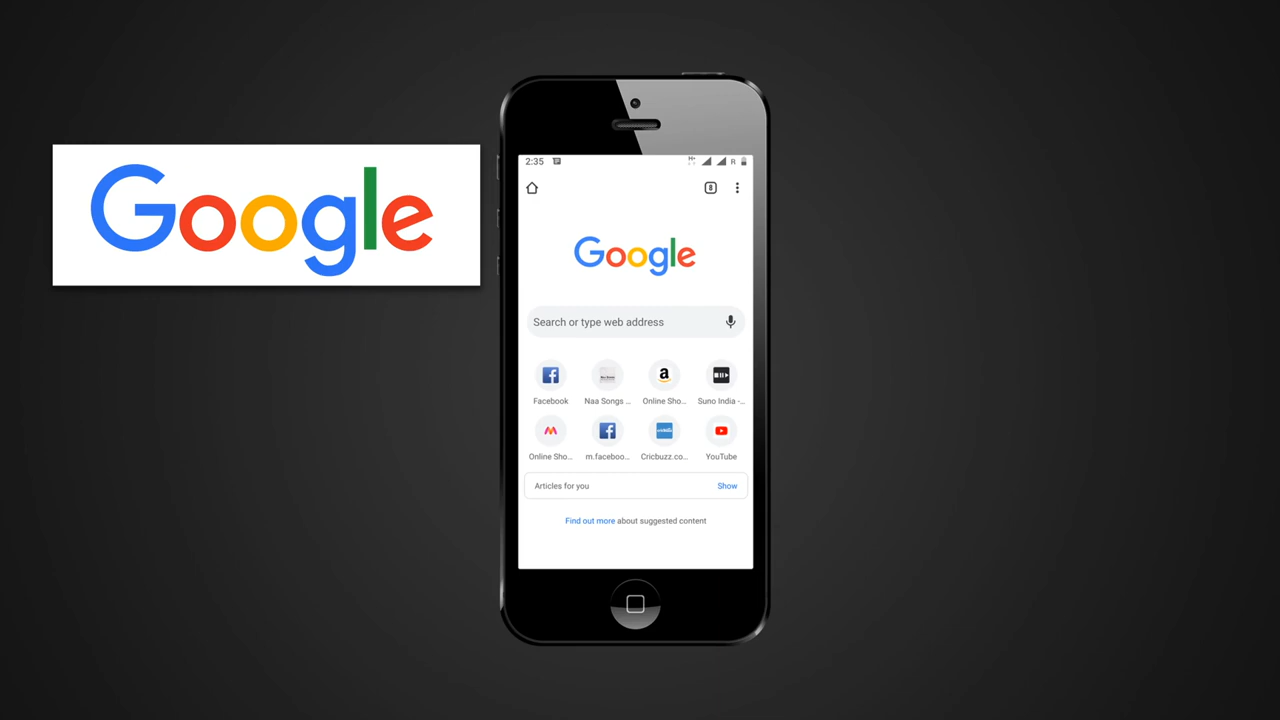 Google
2:35
H+
R
8
Google
Search or type web address
Facebook
Naa Songs ...
Online Sho...
Suno India -...
Online Sho...
m.faceboo...
Cricbuzz.co...
YouTube
Articles for you
Show
Find out more about suggested content